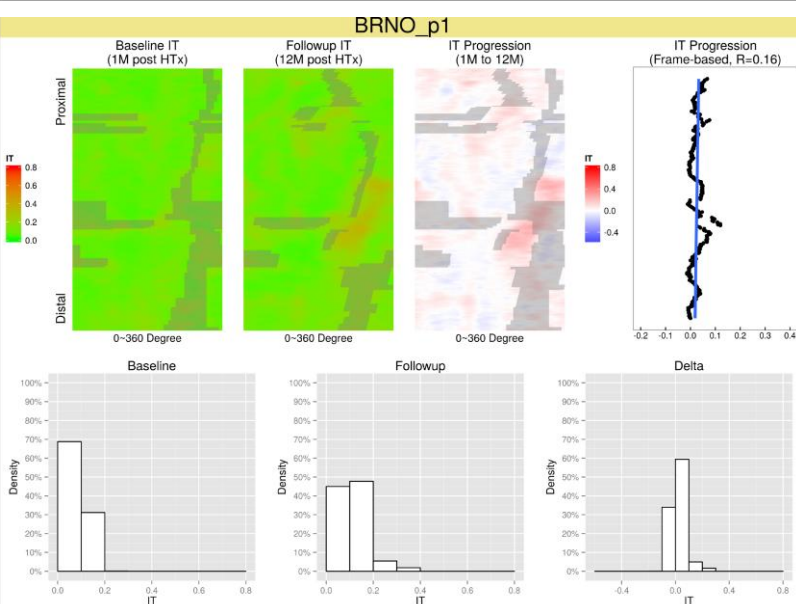 BRNO_p1
Baseline IT
(1M post HTx)
Followup IT
(12M post HTx)
IT Progression
(1M to 12M)
IT Progression
(Frame-based, R=0.16)
Proximal
Distal
IT
0.8
0.6
0.4
0.2
0.0
IT
0.8
0.4
0.0
-0.4
0~360 Degree
0~360 Degree
0~360 Degree
-0.2 -0.1 0.0 0.1 0.2 0.3 0.4
Baseline
Followup
Delta
Density
100%
90%
80%
70%
60%
50%
40%
30%
20%
10%
0%
0.0 0.2 0.4 0.6 0.8
IT
Density
100%
90%
80%
70%
60%
50%
40%
30%
20%
10%
0%
0.0 0.2 0.4 0.6 0.8
IT
Density
100%
90%
80%
70%
60%
50%
40%
30%
20%
10%
0%
-0.4 0.0 0.4 0.8
IT